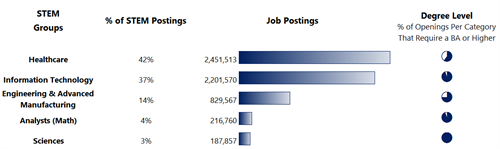 STEM Groups
% of STEM Postings
Job Postings
Degree Level
% of Openings Per Category
That Require a BA or Higher
Healthcare 42% 2,451,513
Information Technology 37% 2,201,570
Engineering & Advanced
Manufacturing 14% 829,567
Analysts (Math) 4% 216,760
Sciences 3% 187,857